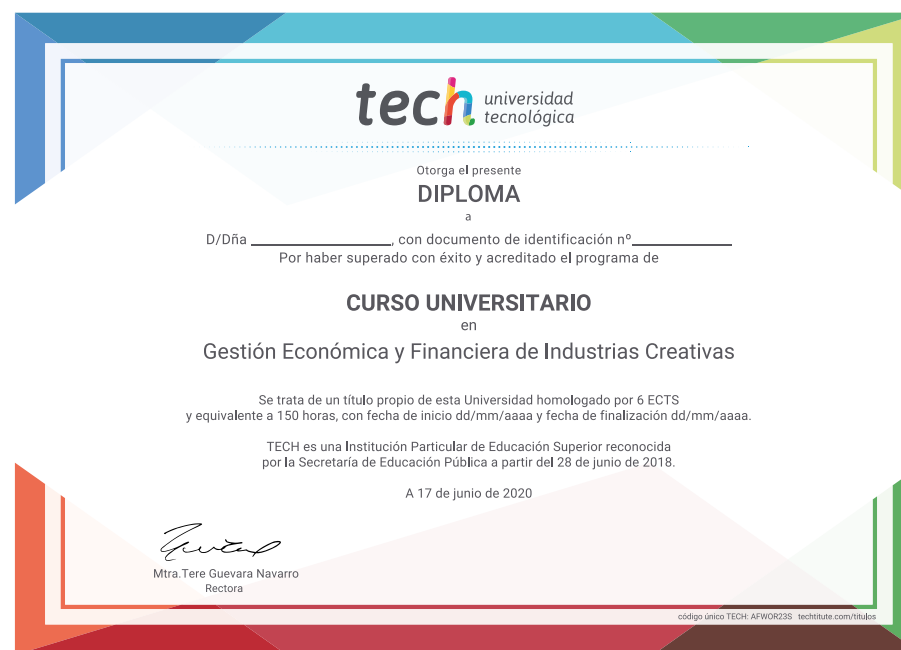 tech universidad
tecnológica
Otorga el presente
DIPLOMA
a
D/Dña ____________, con documento de identificación nº____________
Por haber superado con éxito y acreditado el programa de
CURSO UNIVERSITARIO
en
Gestión Económica y Financiera de Industrias Creativas
Se trata de un título propio de esta Universidad homologado por 6 ECTS
y equivalente a 150 horas, con fecha de inicio dd/mm/aaaa y fecha de finalización dd/mm/aaaa.
TECH es una Institución Particular de Educación Superior reconocida
por la Secretaría de Educación Pública a partir del 28 de junio de 2018.
A 17 de junio de 2020
Mtra.Tere Guevara Navarro
Rectora
código único TECH: AFWOR23S techtitute.com/titulos